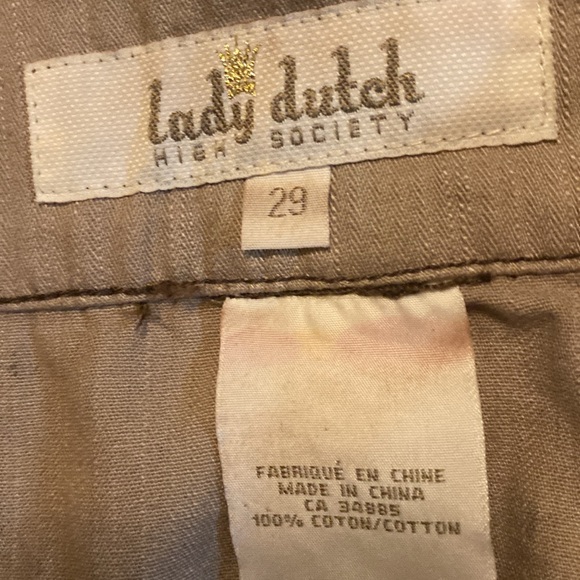 lady dutch
HIGH SOCIETY
29
FABRIQUÉ EN CHINE
MADE IN CHINA
CA 34885
100% COTON/COTTON